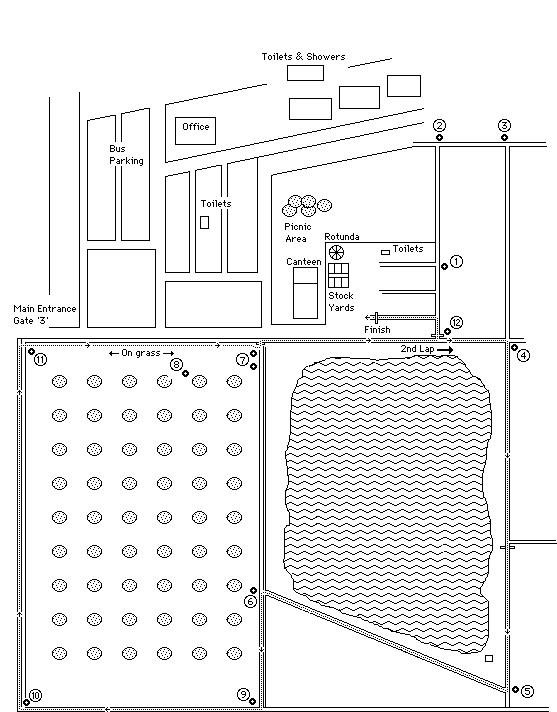 Toilets & Showers
2
3
Office
Bus
Parking
Toilets
Picnic
Area
Rotunda
Toilets
Canteen
1
Stock
Yards
Main Entrance
Gate '3'
Finish
12
11
On grass
7
2nd Lap
4
8
6
10
9
5